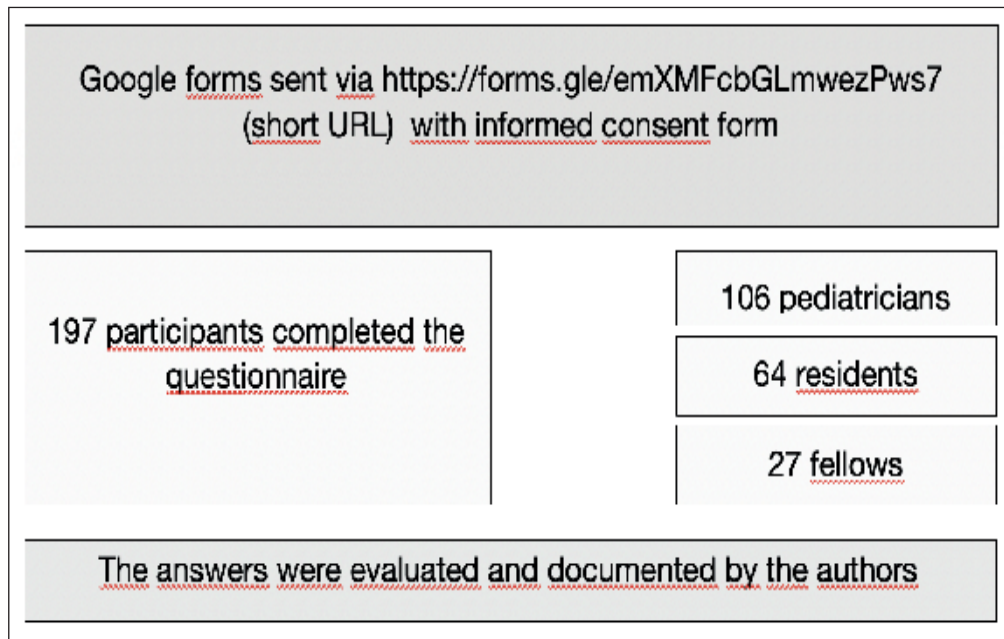 Google forms sent via https://forms.gle/emXMFcbGLmwezPws7
(short URL) with informed consent form
197 participants completed the
questionnaire
106 pediatricians
64 residents
27 fellows
The answers were evaluated and documented by the authors